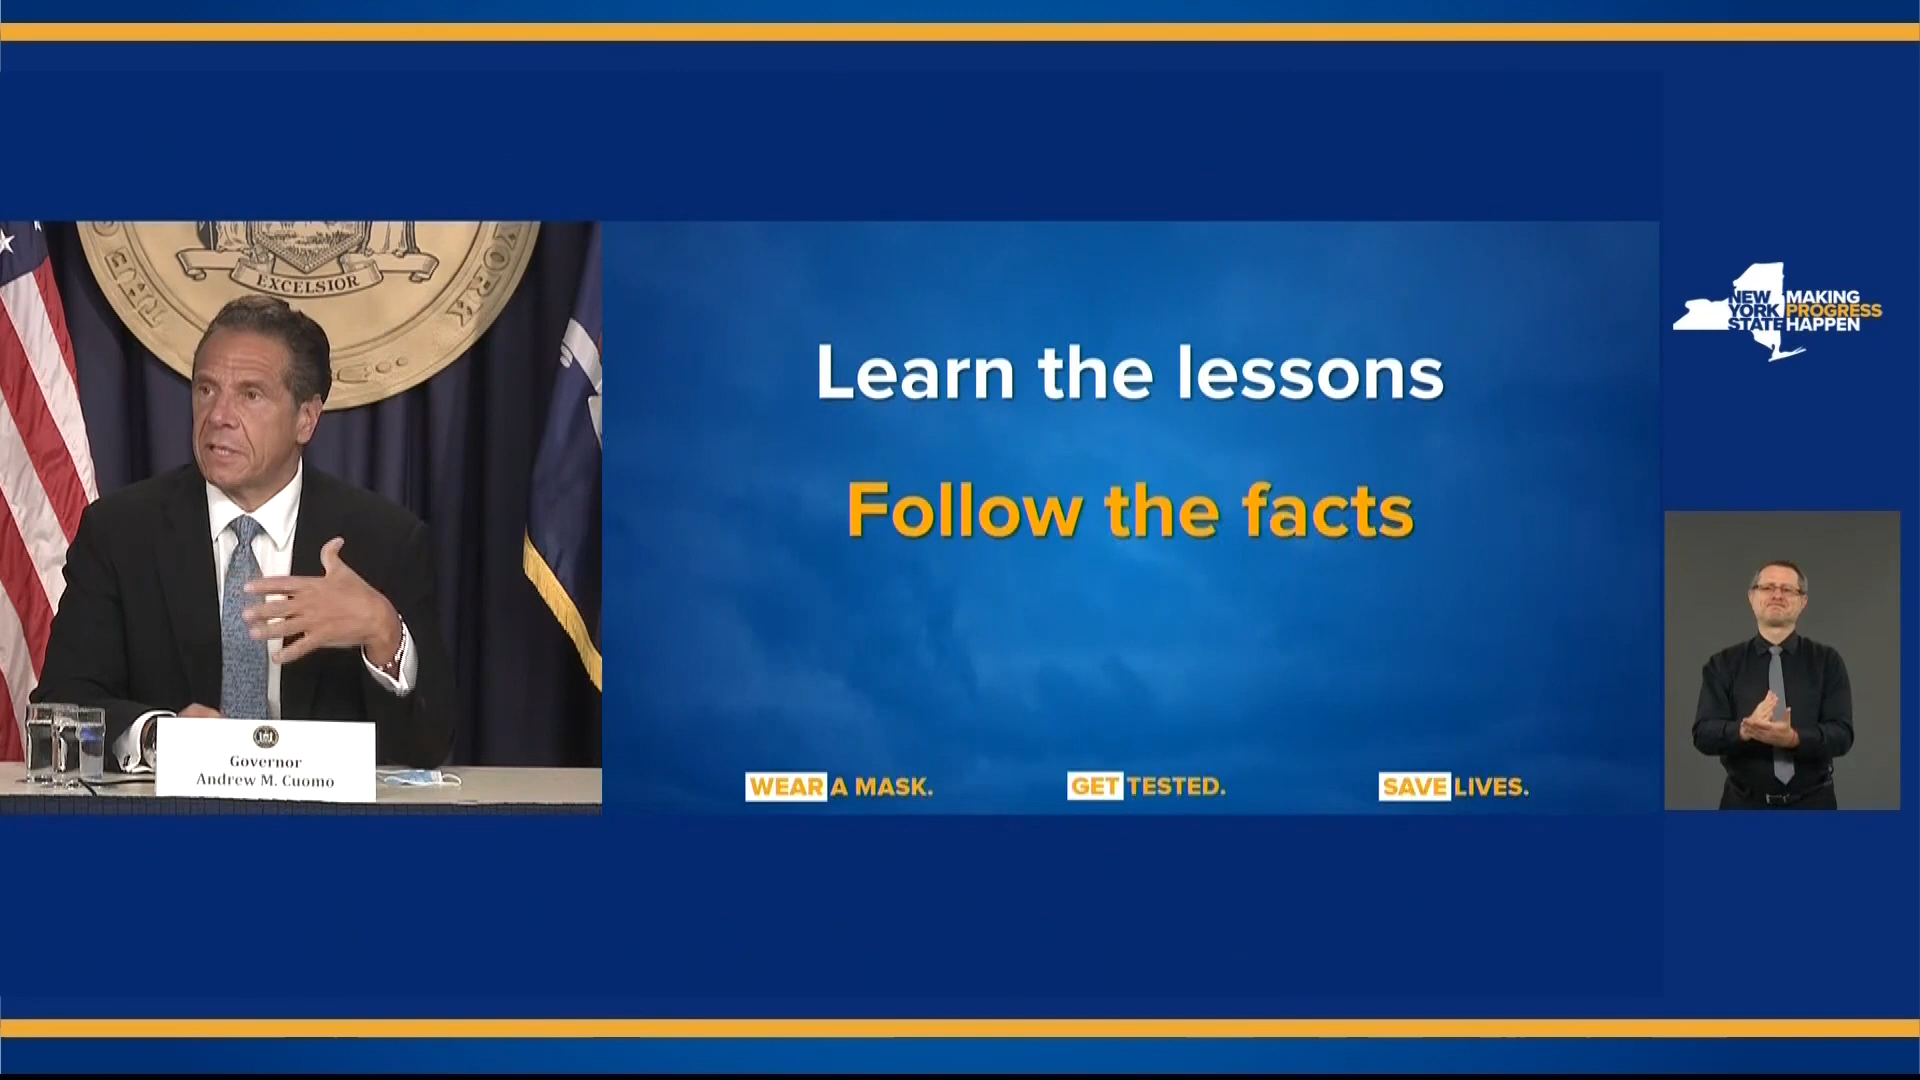 EXCELSIOR
YORK
Governor
Andrew M. Cuomo
Learn the lessons
Follow the facts
WEAR A MASK.
GET TESTED.
SAVE LIVES.
NEW
YORK
STATE
MAKING
PROGRESS
HAPPEN